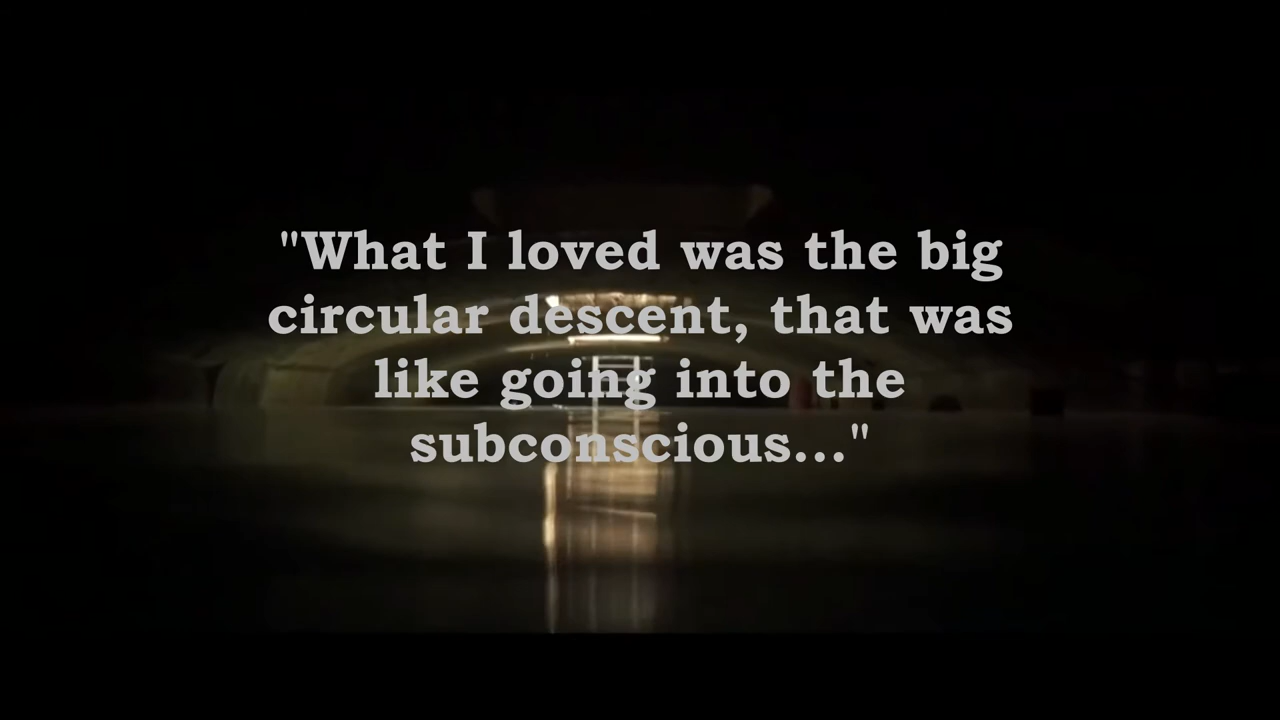 "What I loved was the big
circular descent, that was
like going into the
subconscious..."